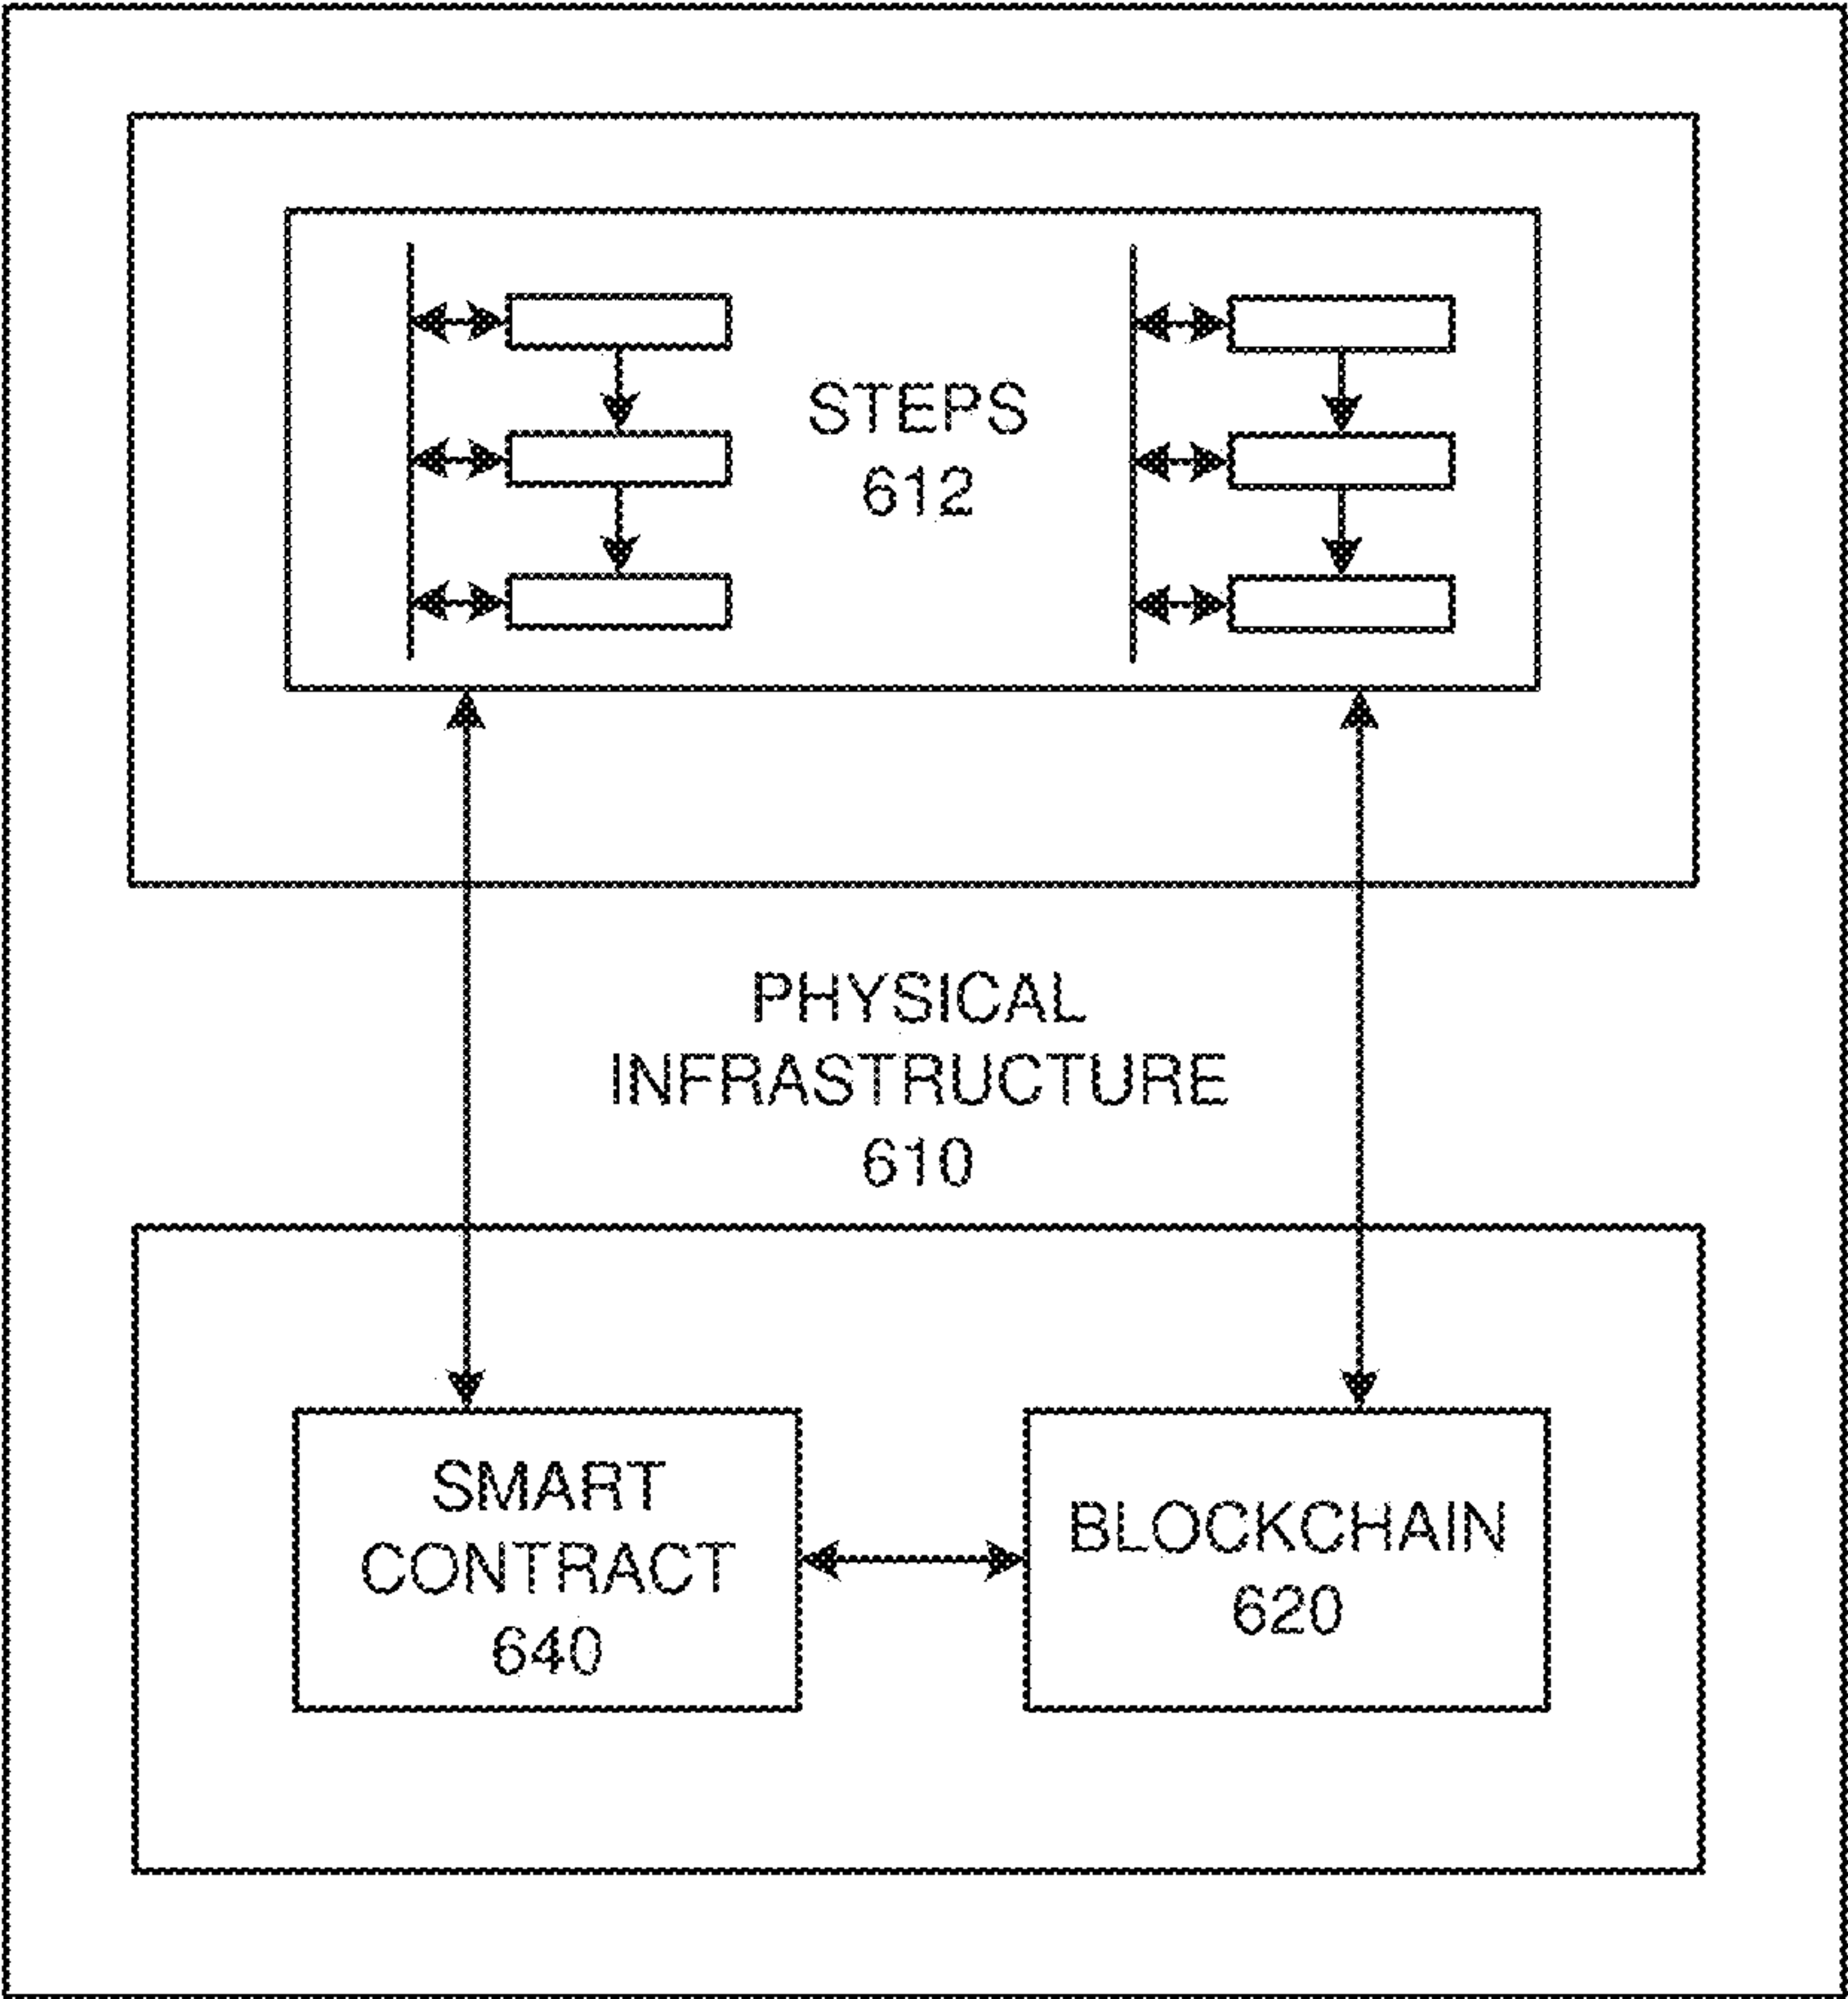 STEPS
612
PHYSICAL
INFRASTRUCTURE
610
SMART
CONTRACT
640
BLOCKCHAIN
620